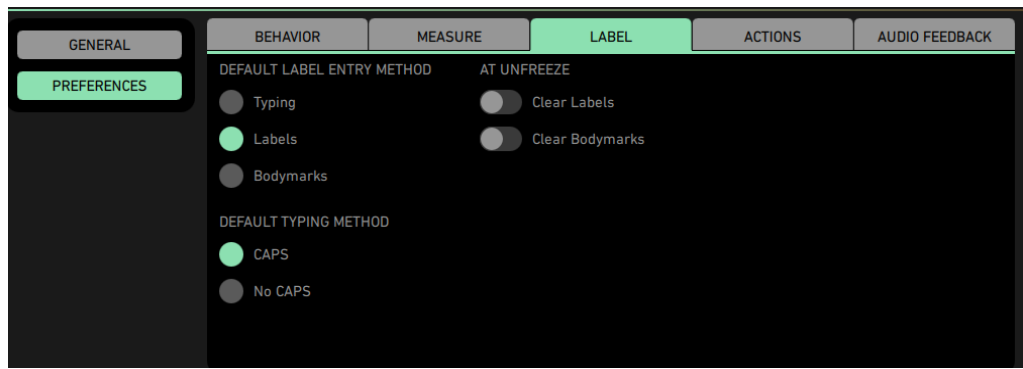 GENERAL
PREFERENCES
BEHAVIOR
MEASURE
LABEL
ACTIONS
AUDIO FEEDBACK
DEFAULT LABEL ENTRY METHOD
Typing
Labels
Bodymarks
DEFAULT TYPING METHOD
CAPS
No CAPS
AT UNFREEZE
Clear Labels
Clear Bodymarks